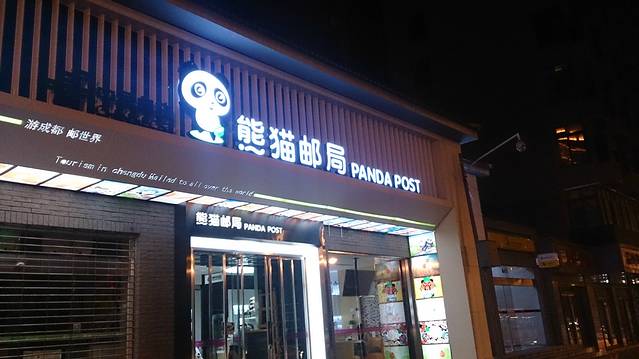 熊猫邮局 PANDA POST
游成都 邮世界
Tourism in chengdu Mailed to all over the world
熊猫邮局 PANDA POST